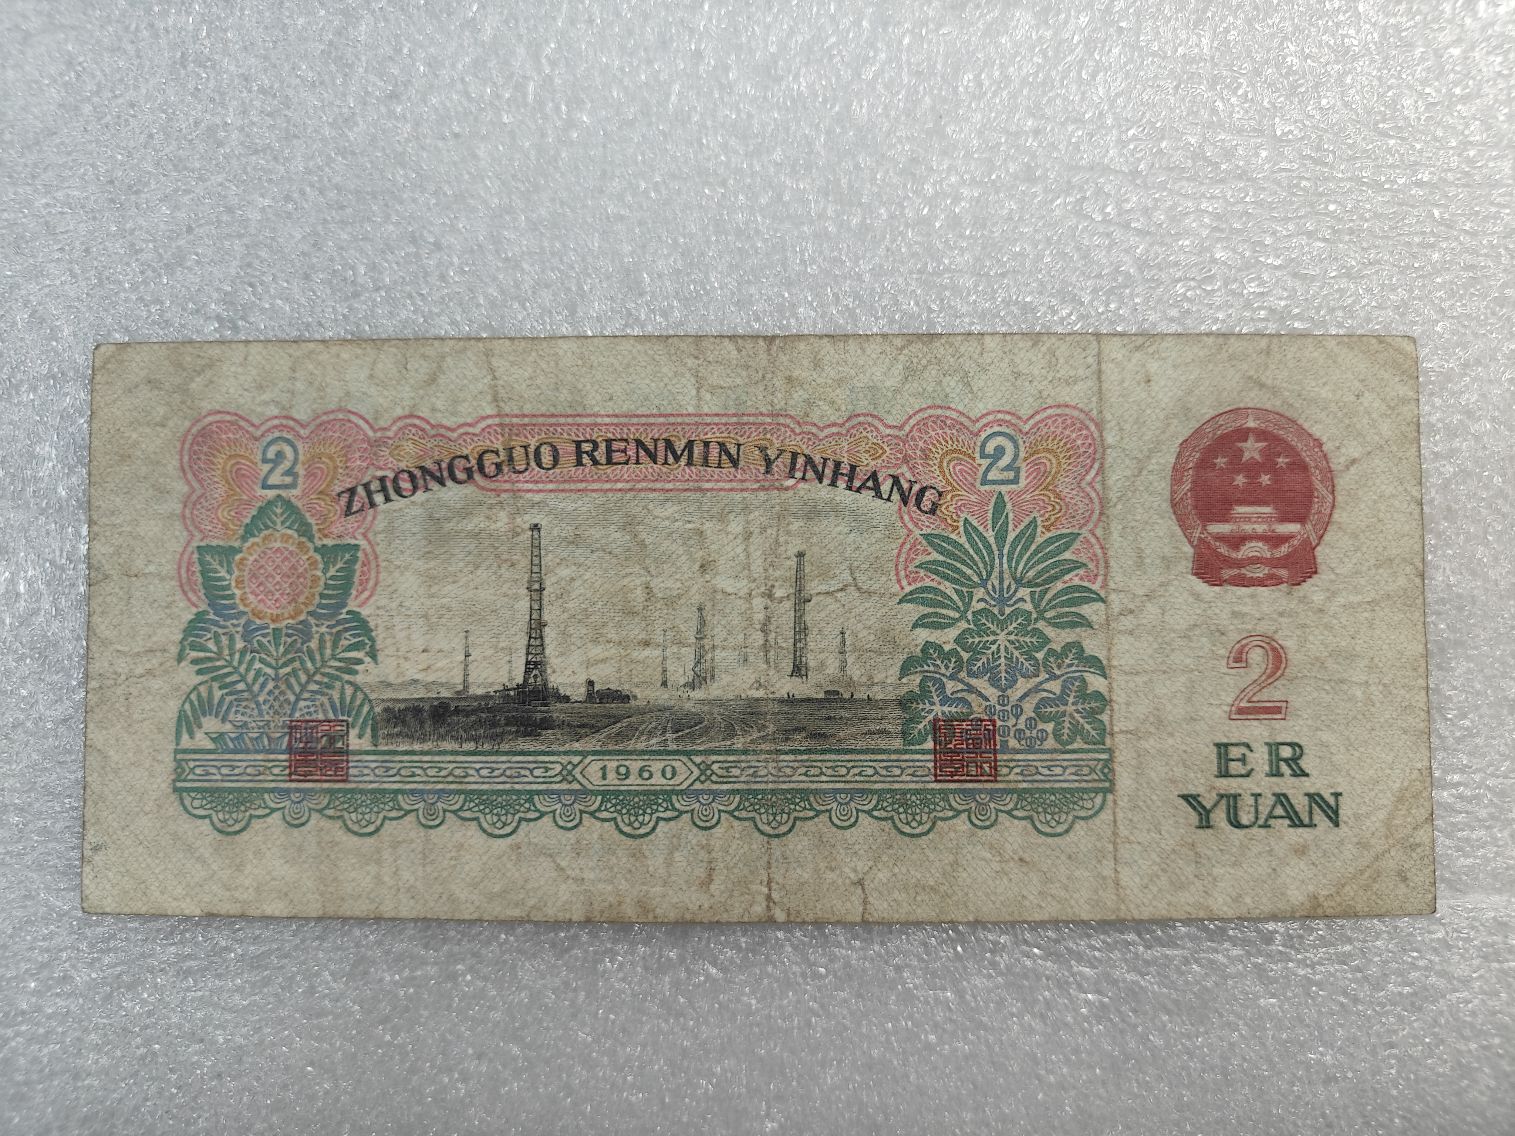 2
ZHONGGUO RENMIN YINHANG
2
1960
2
ER
YUAN